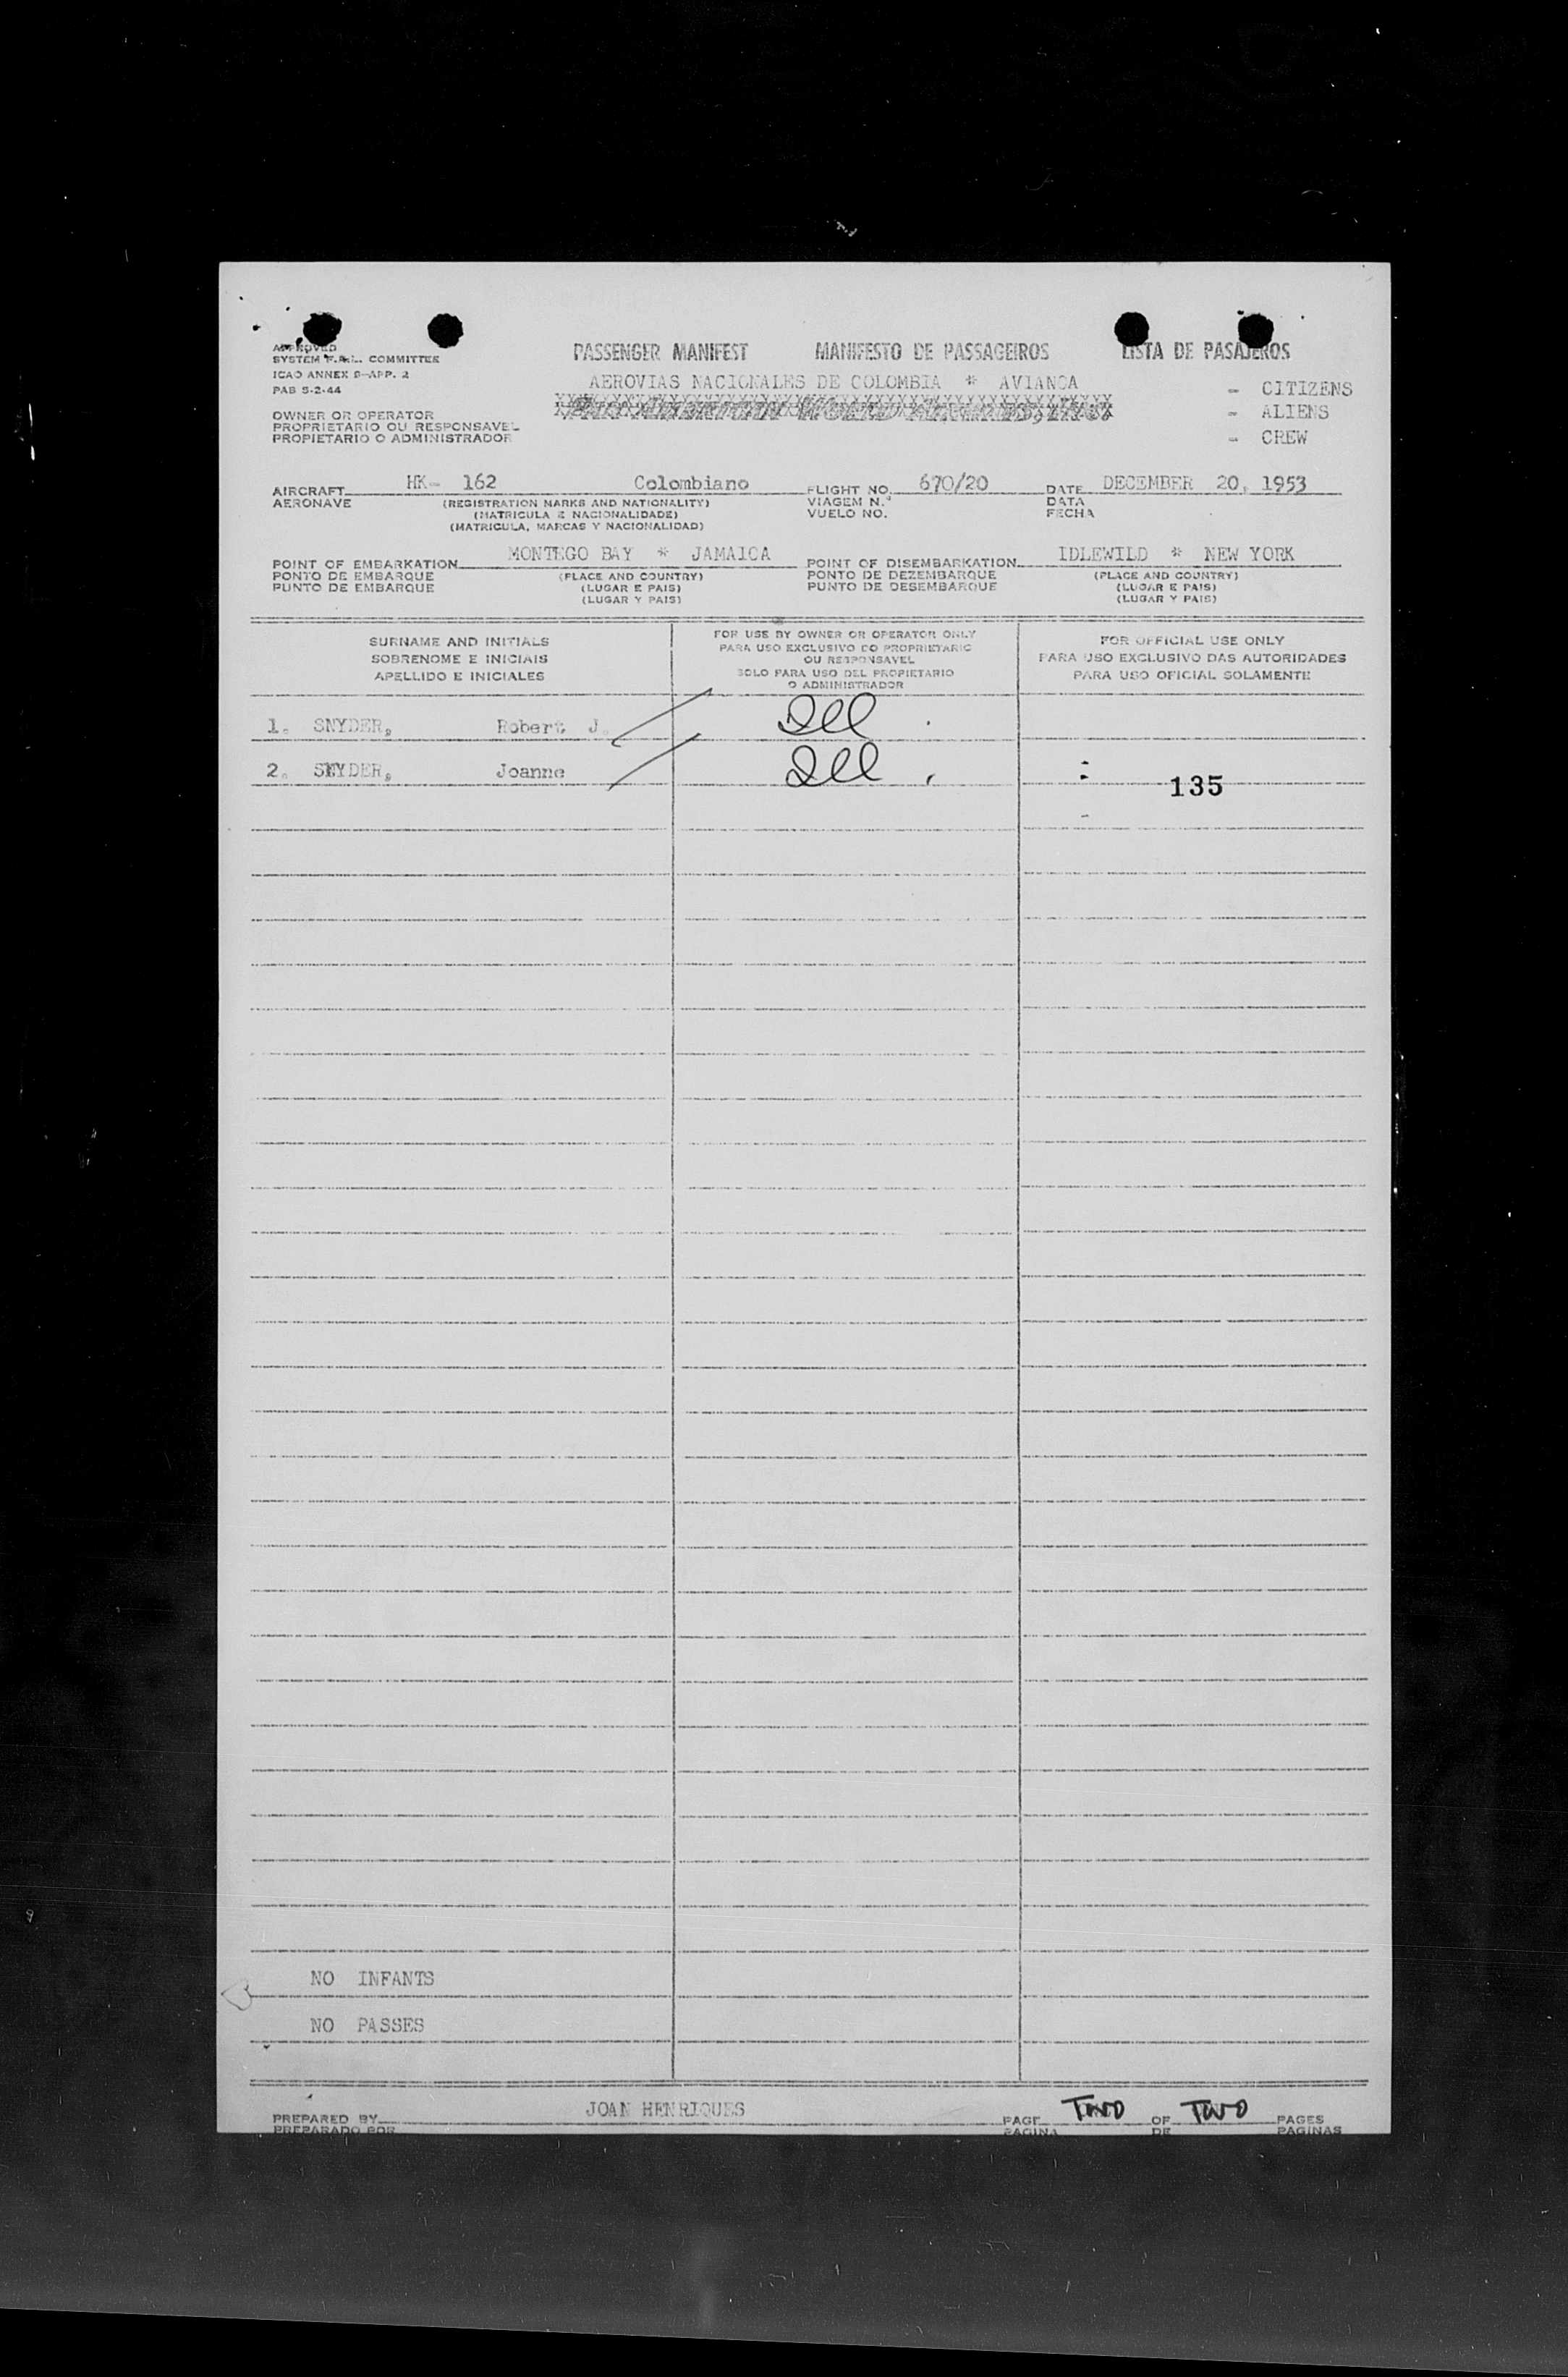 PASSENGER MANIFEST MANIFESTO DE PASSAGEIROS LISTA DE PASAJEROS
APPROVED
SYSTEM F.A.L. COMMITTEE
ICAO ANNEX 9-APP. 2
PAB 5-2-44
AEROVIAS NACIONALES DE COLOMBIA * AVIANCA
- CITIZENS
- ALIENS
- CREW
OWNER OR OPERATOR
PROPRIETARIO OU RESPONSAVEL
PROPIETARIO O ADMINISTRADOR
AIRCRAFT HK- 162 Colombiano FLIGHT NO. 670/20 DATE DECEMBER 20, 1953
AERONAVE (REGISTRATION MARKS AND NATIONALITY) VIAGEM N.º DATA
(MATRICULA E NACIONALIDADE) VUELO NO. FECHA
(MATRICULA, MARCAS Y NACIONALIDAD)
POINT OF EMBARKATION MONTEGO BAY * JAMAICA POINT OF DISEMBARKATION IDLEWILD * NEW YORK
PONTO DE EMBARQUE (PLACE AND COUNTRY) PONTO DE DEZEMBARQUE (PLACE AND COUNTRY)
PUNTO DE EMBARQUE (LUGAR E PAIS) PUNTO DE DESEMBARQUE (LUGAR E PAIS)
(LUGAR Y PAIS) (LUGAR Y PAIS)
SURNAME AND INITIALS
SOBRENOME E INICIAIS
APELLIDO E INICIALES
FOR USE BY OWNER OR OPERATOR ONLY
PARA USO EXCLUSIVO DO PROPRIETARIO
OU RESPONSAVEL
SOLO PARA USO DEL PROPIETARIO
O ADMINISTRADOR
FOR OFFICIAL USE ONLY
PARA USO EXCLUSIVO DAS AUTORIDADES
PARA USO OFICIAL SOLAMENTE
1. SNYDER, Robert J.
2. SNYDER, Joanne
135
NO INFANTS
NO PASSES
PREPARED BY JOAN HENRIQUES PAGE TWO OF TWO PAGES
PREPARADO POR PAGINA DE PAGINAS